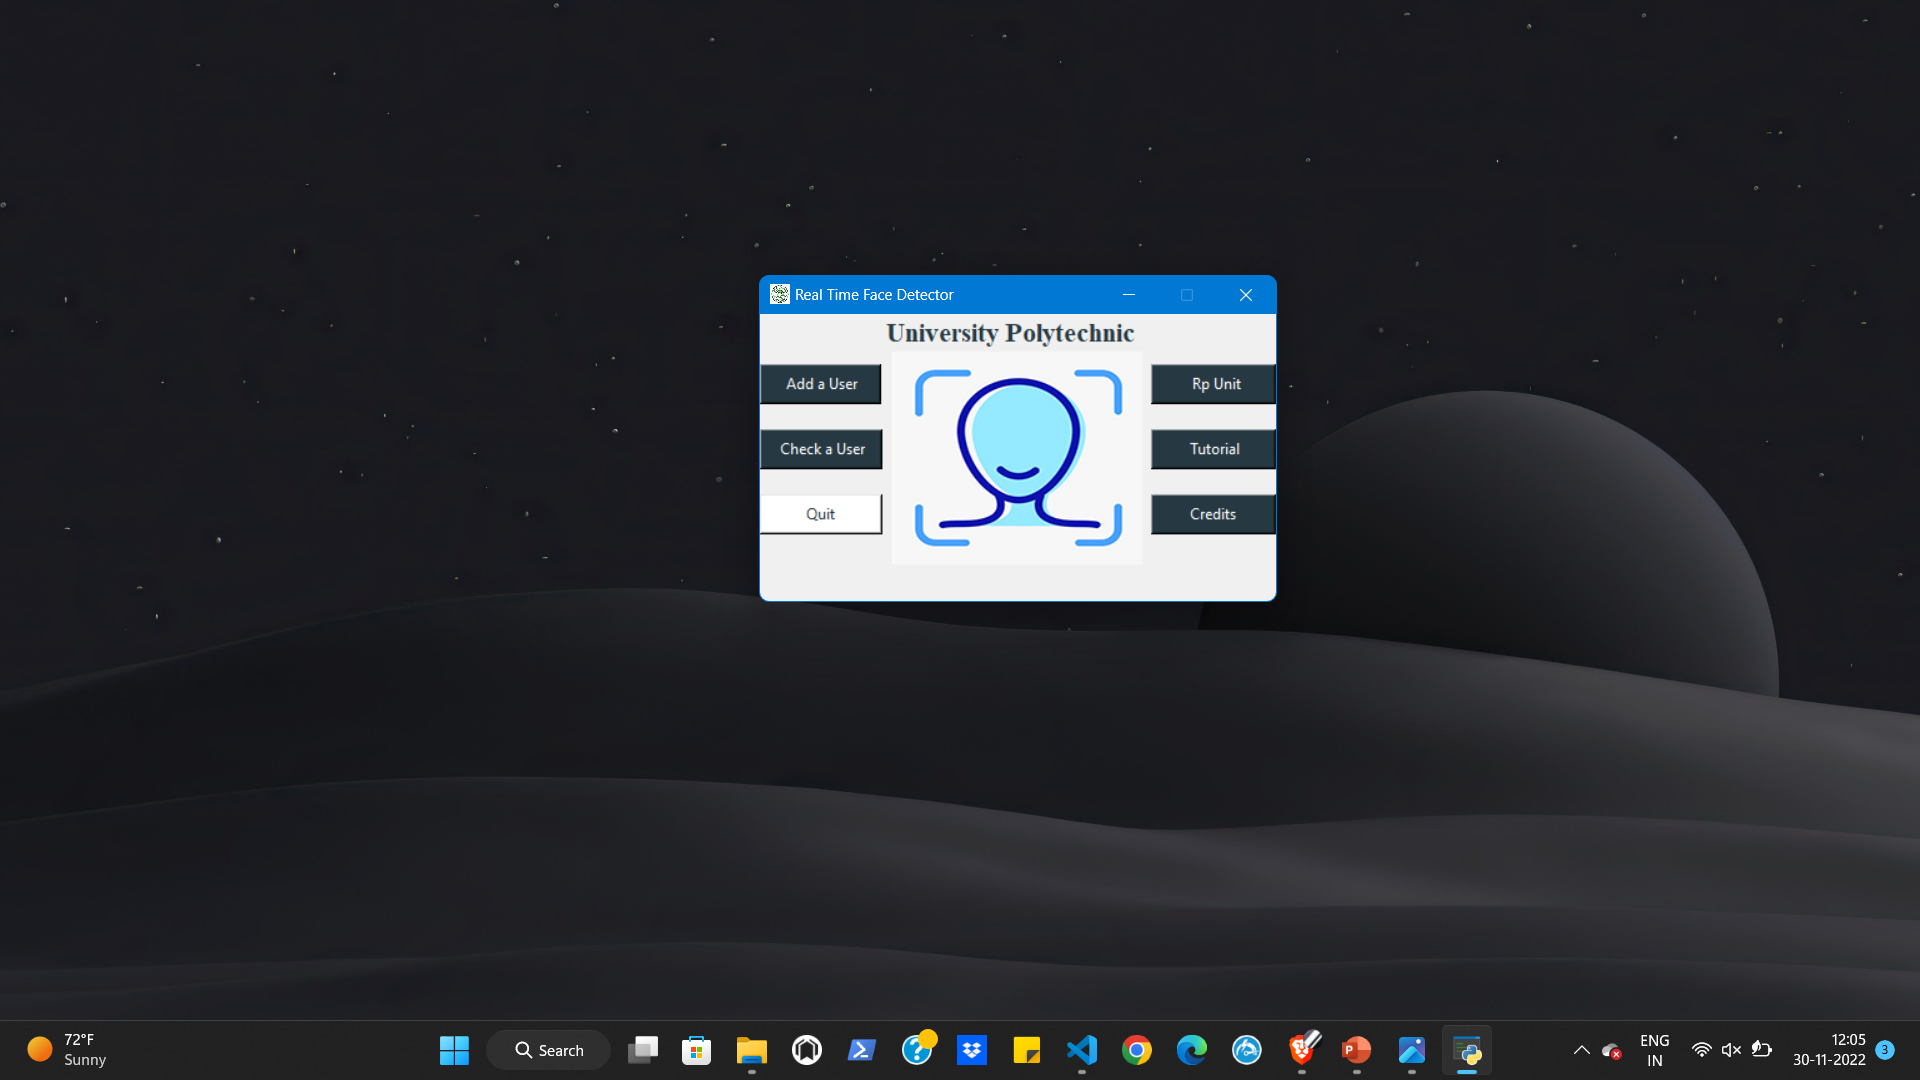 Real Time Face Detector
University Polytechnic
Add a User
Rp Unit
Check a User
Tutorial
Quit
Credits
72°F
Sunny
Search
P
ENG
IN
12:05
30-11-2022
3